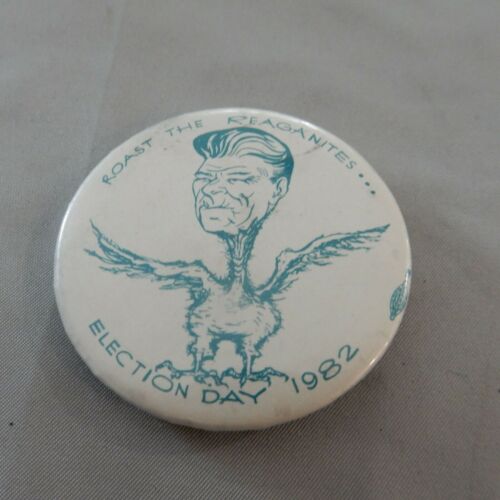 ROAST THE REAGANITES...
ELECTION DAY 1982